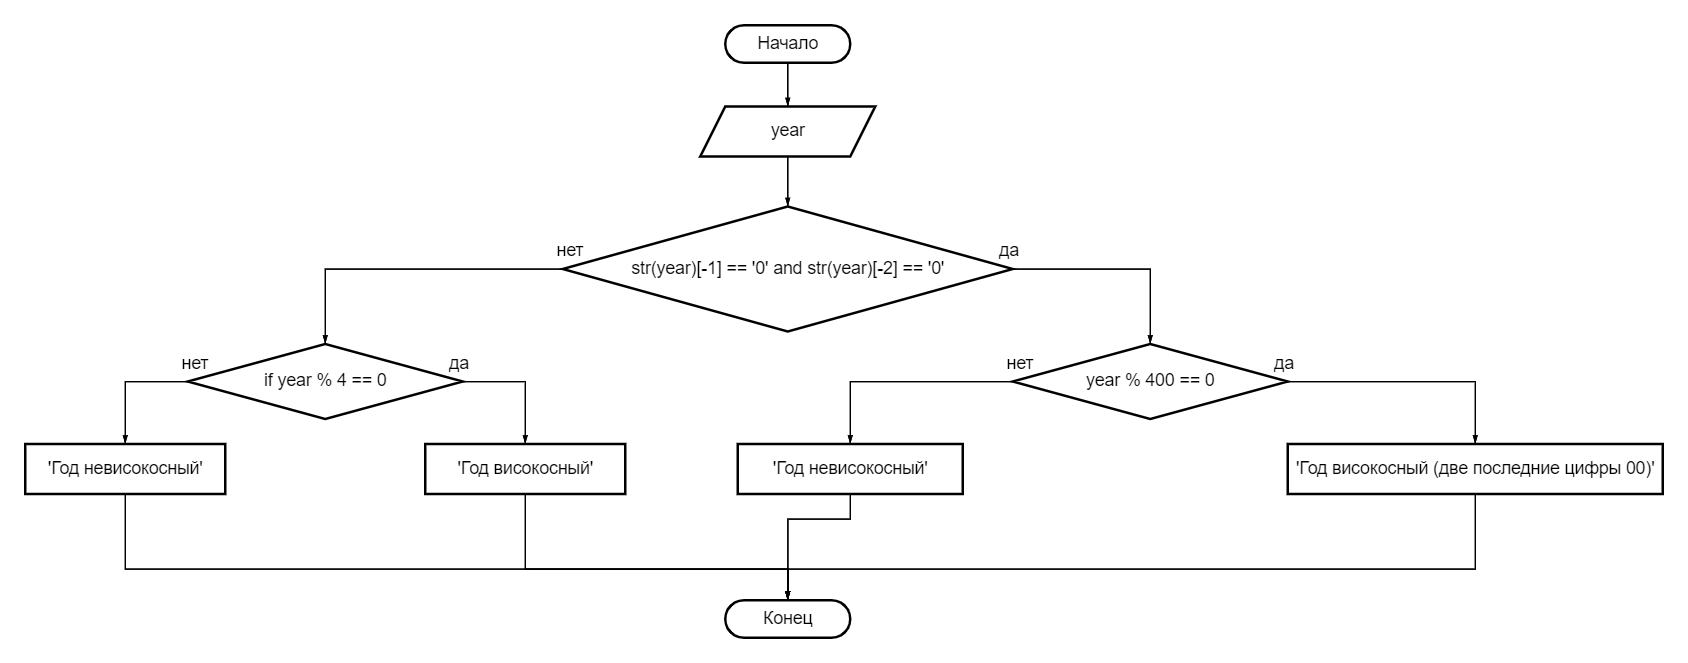 Начало
year
нет
да
str(year)[-1] == '0' and str(year)[-2] == '0'
нет
да
нет
да
if year % 4 == 0
year % 400 == 0
'Год невисокосный'
'Год високосный'
'Год невисокосный'
'Год високосный (две последние цифры 00)'
Конец